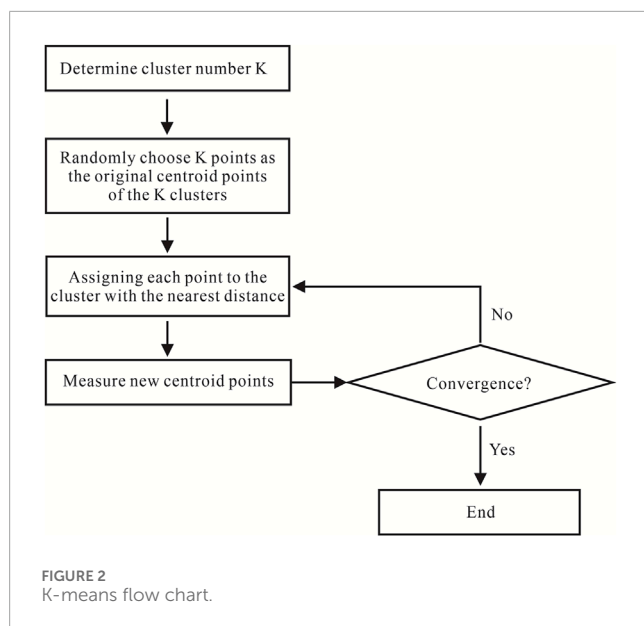 Determine cluster number K
Randomly choose K points as
the original centroid points
of the K clusters
Assigning each point to the
cluster with the nearest distance
No
Measure new centroid points
Convergence?
Yes
End
FIGURE 2
K-means flow chart.